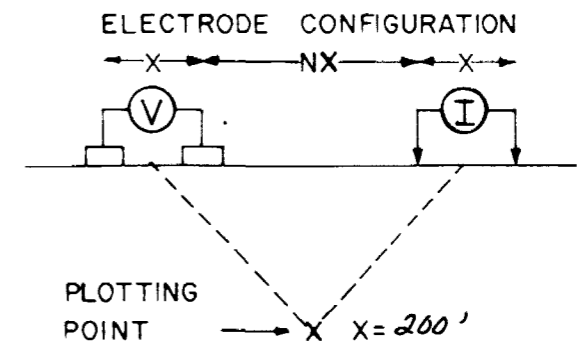 ELECTRODE CONFIGURATION
X NX X
V I
PLOTTING
POINT X X = 200'